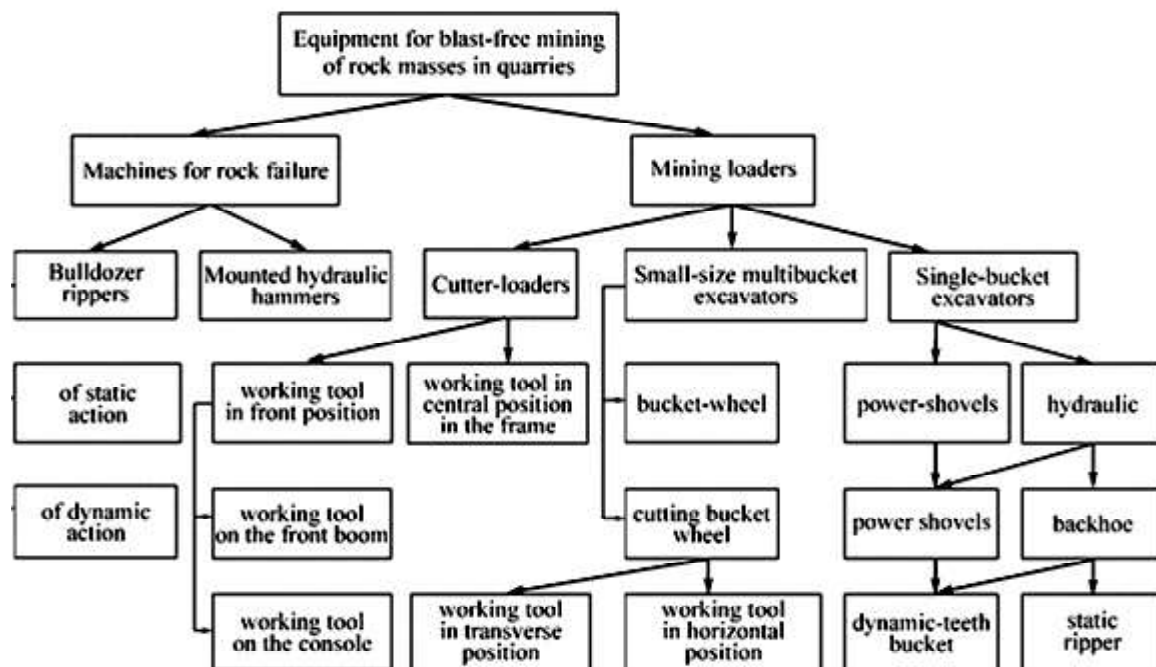 Equipment for blast-free mining
of rock masses in quarries
Machines for rock failure
Mining loaders
Bulldozer
rippers
Mounted hydraulic
hammers
Cutter-loaders
Small-size multibucket
excavators
Single-bucket
excavators
of static
action
working tool
in front position
working tool in
central position
in the frame
bucket-wheel
power-shovels
hydraulic
of dynamic
action
working tool
on the front boom
cutting bucket
wheel
power shovels
backhoe
working tool
on the console
working tool
in transverse
position
working tool
in horizontal
position
dynamic-teeth
bucket
static
ripper